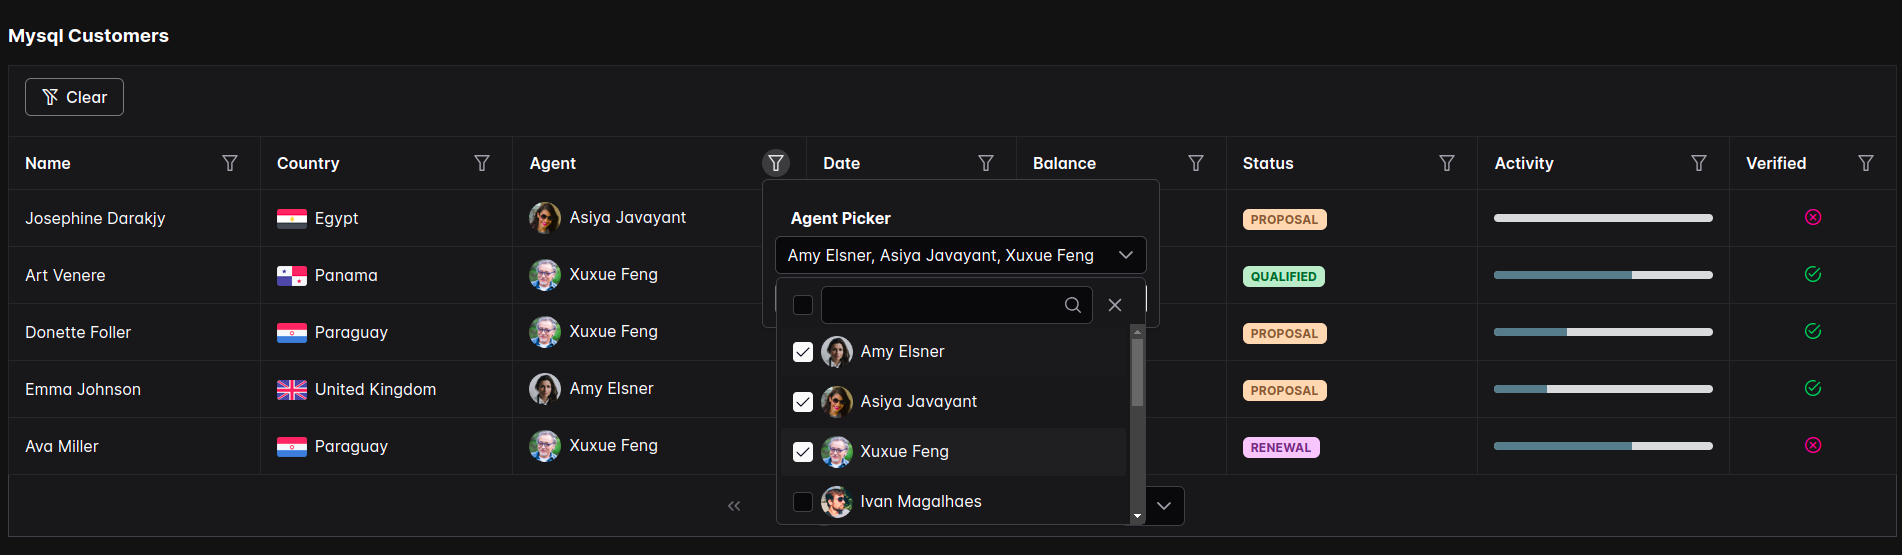 Mysql Customers
Clear
Name Country Agent Date Balance Status Activity Verified
Josephine Darakjy Egypt Asiya Javayant PROPOSAL
Art Venere Panama Xuxue Feng QUALIFIED
Donette Foller Paraguay Xuxue Feng PROPOSAL
Emma Johnson United Kingdom Amy Elsner PROPOSAL
Ava Miller Paraguay Xuxue Feng RENEWAL
Agent Picker
Amy Elsner, Asiya Javayant, Xuxue Feng
Amy Elsner
Asiya Javayant
Xuxue Feng
Ivan Magalhaes